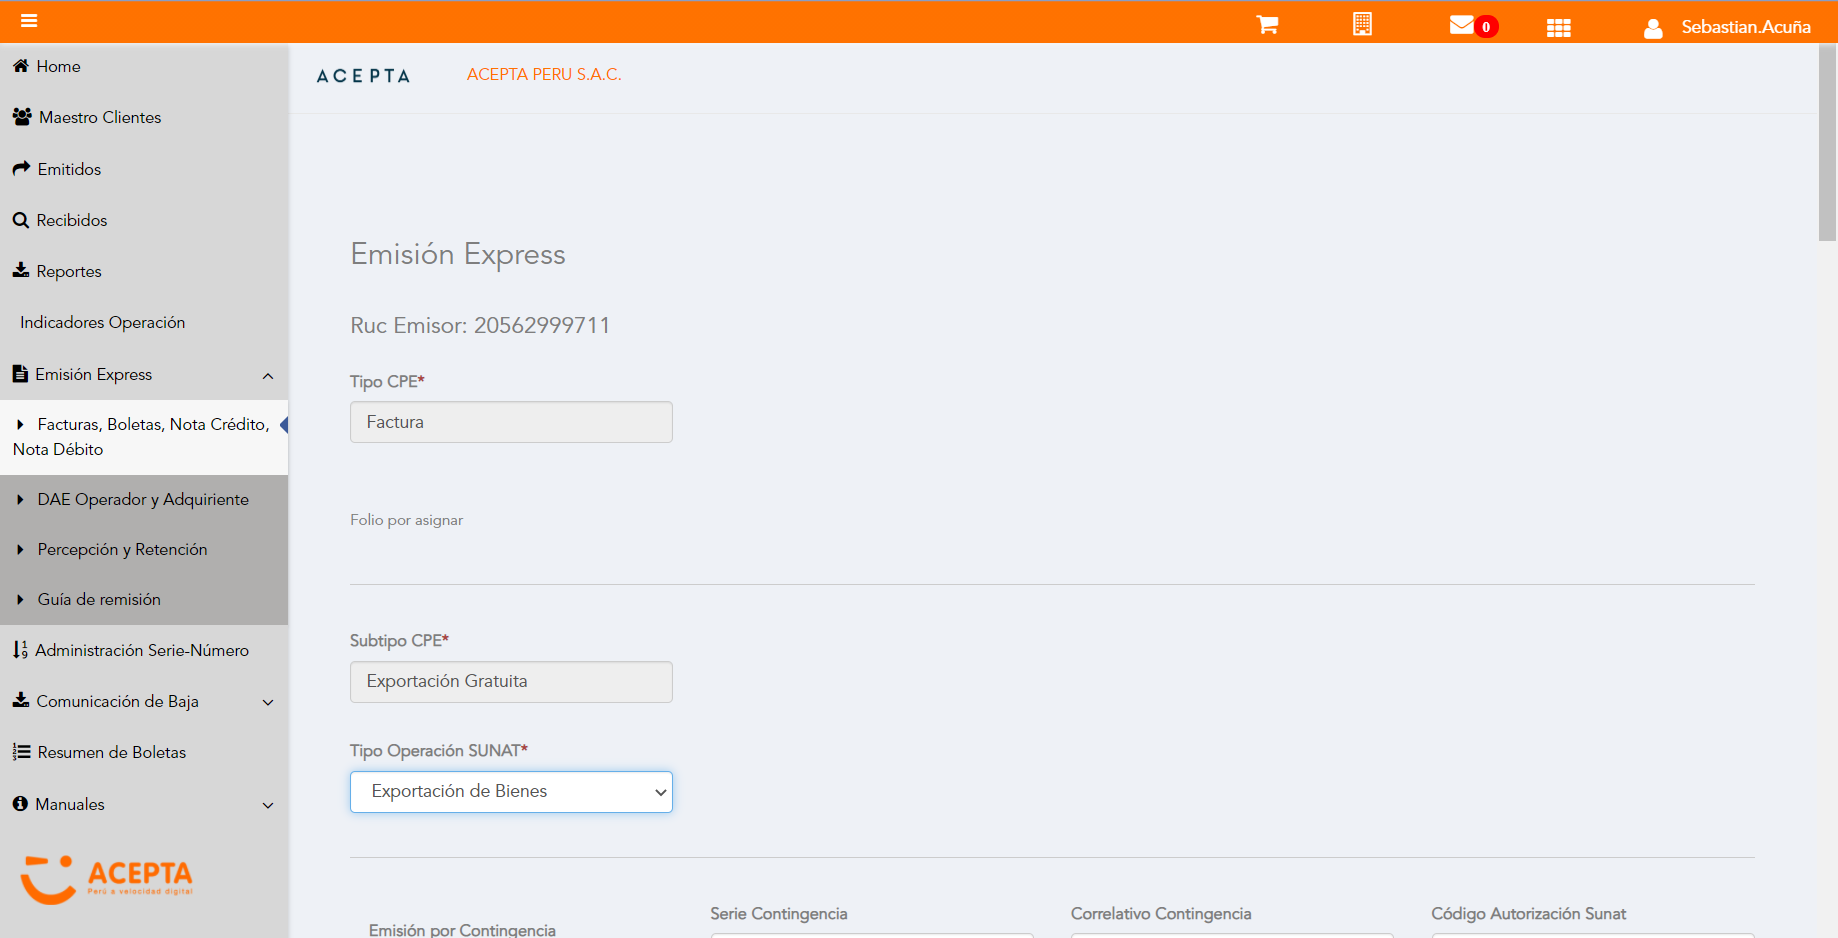 0
Sebastian.Acuña
Home
Maestro Clientes
Emitidos
Recibidos
Reportes
Indicadores Operación
Emisión Express
Facturas, Boletas, Nota Crédito,
Nota Débito
DAE Operador y Adquiriente
Percepción y Retención
Guía de remisión
Administración Serie-Número
Comunicación de Baja
Resumen de Boletas
Manuales
ACEPTA
Perú a velocidad digital
ACEPTA
ACEPTA PERU S.A.C.
Emisión Express
Ruc Emisor: 20562999711
Tipo CPE*
Factura
Folio por asignar
Subtipo CPE*
Exportación Gratuita
Tipo Operación SUNAT*
Exportación de Bienes
Emisión por Contingencia
Serie Contingencia
Correlativo Contingencia
Código Autorización Sunat